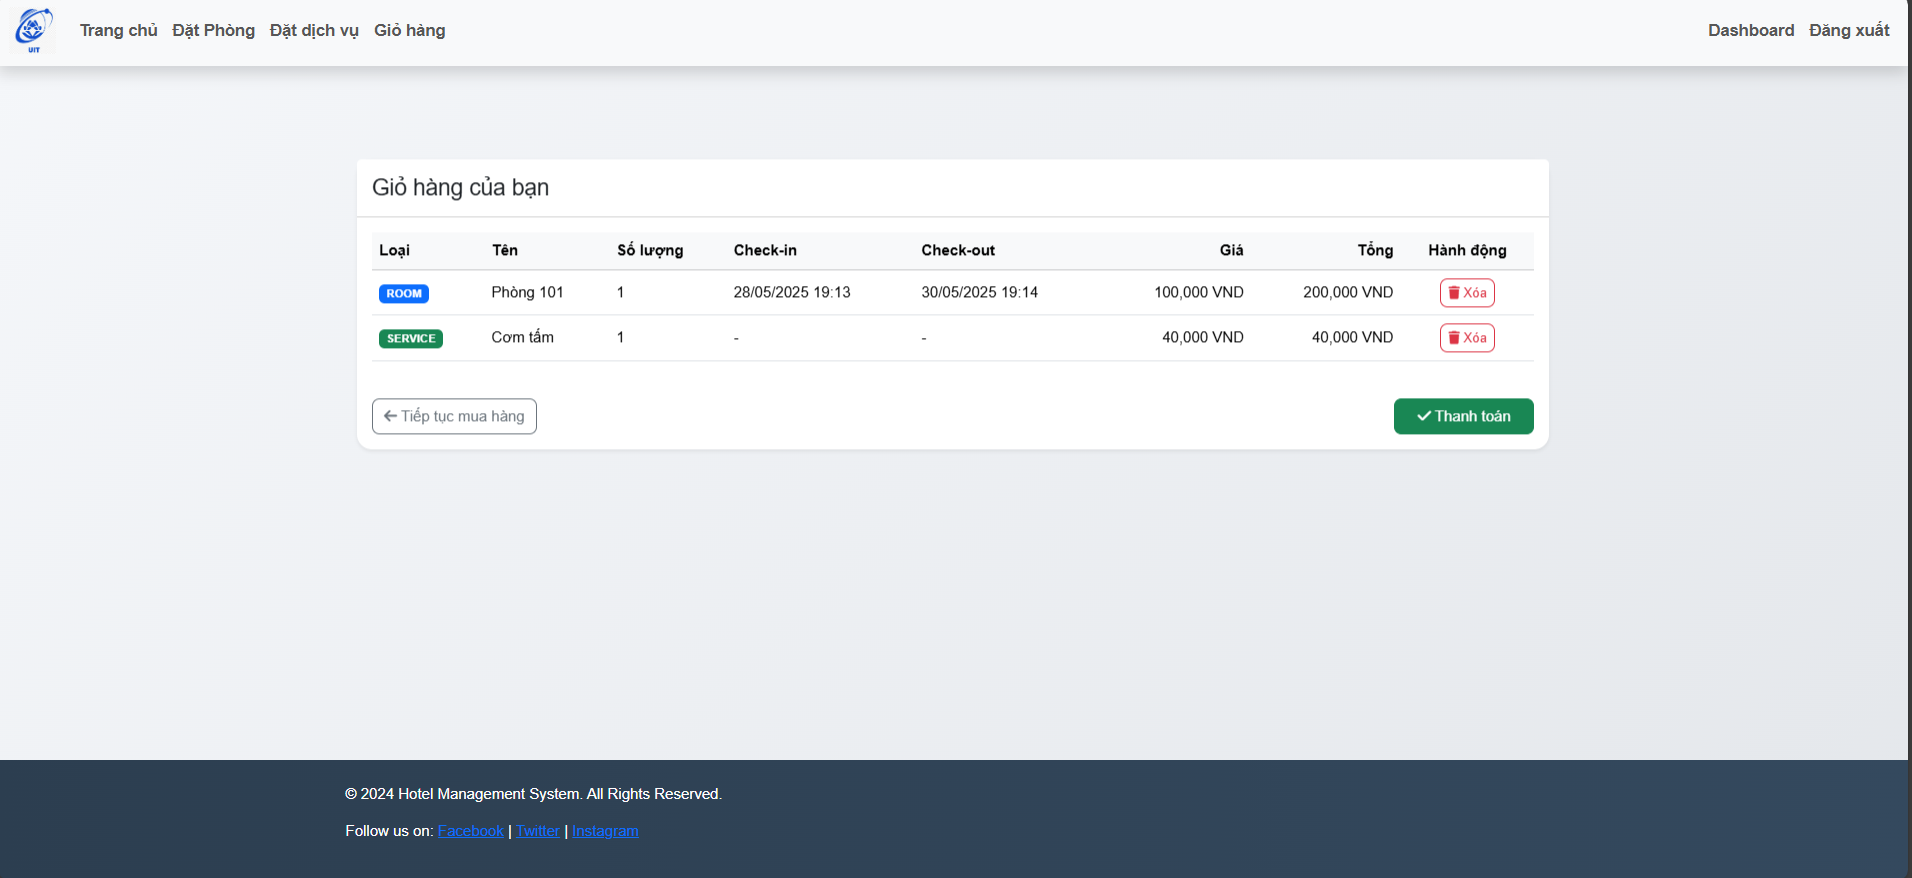 UIT
Trang chủ Đặt Phòng Đặt dịch vụ Giỏ hàng Dashboard Đăng xuất
Giỏ hàng của bạn
Loại Tên Số lượng Check-in Check-out Giá Tổng Hành động
ROOM Phòng 101 1 28/05/2025 19:13 30/05/2025 19:14 100,000 VND 200,000 VND Xóa
SERVICE Cơm tấm 1 - - 40,000 VND 40,000 VND Xóa
Tiếp tục mua hàng Thanh toán
© 2024 Hotel Management System. All Rights Reserved.
Follow us on: Facebook | Twitter | Instagram